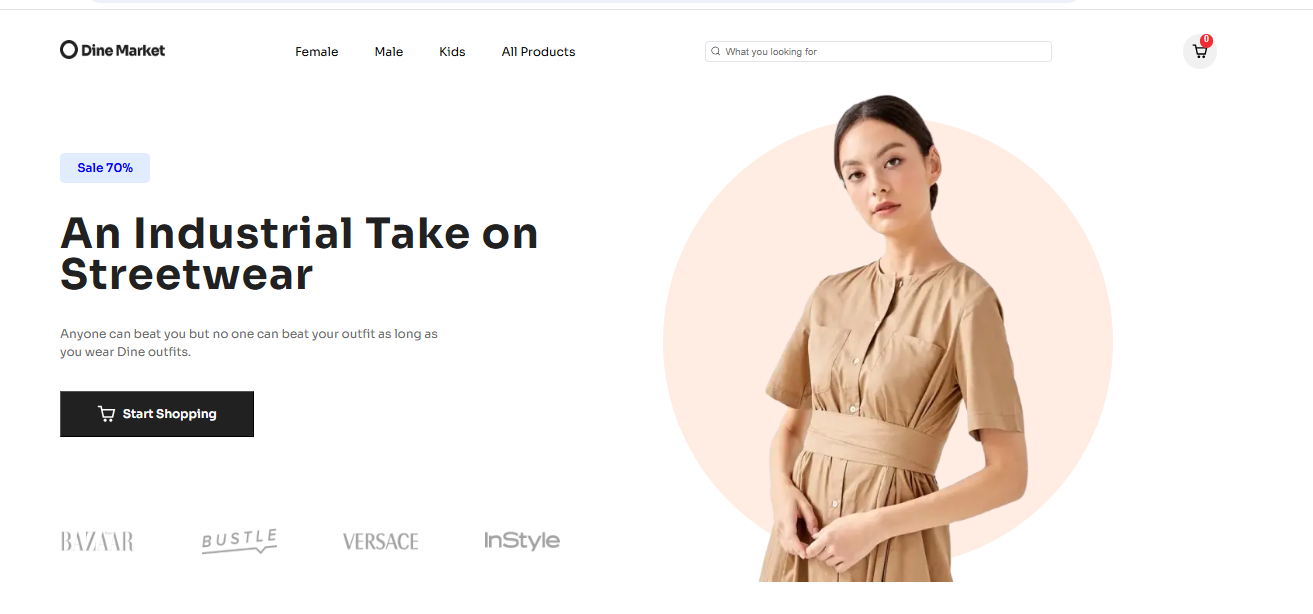 Dine Market
Female
Male
Kids
All Products
What you looking for
0
Sale 70%
An Industrial Take on
Streetwear
Anyone can beat you but no one can beat your outfit as long as
you wear Dine outfits.
Start Shopping
BAZAAR
BUSTLE
VERSACE
InStyle